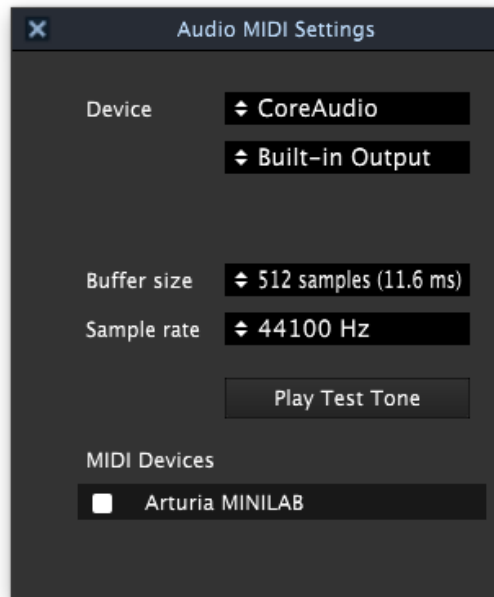 Audio MIDI Settings
Device
CoreAudio
Built-in Output
Buffer size
512 samples (11.6 ms)
Sample rate
44100 Hz
Play Test Tone
MIDI Devices
Arturia MINILAB